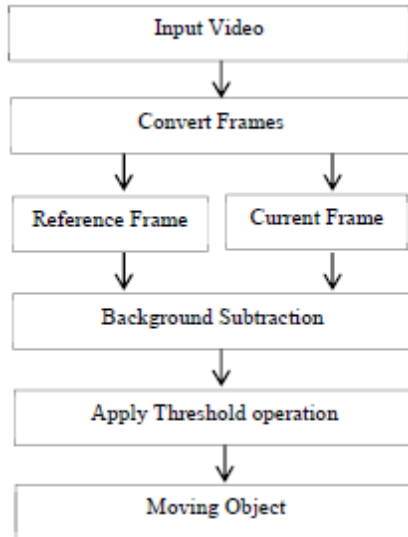 Input Video
Convert Frames
Reference Frame
Current Frame
Background Subtraction
Apply Threshold operation
Moving Object